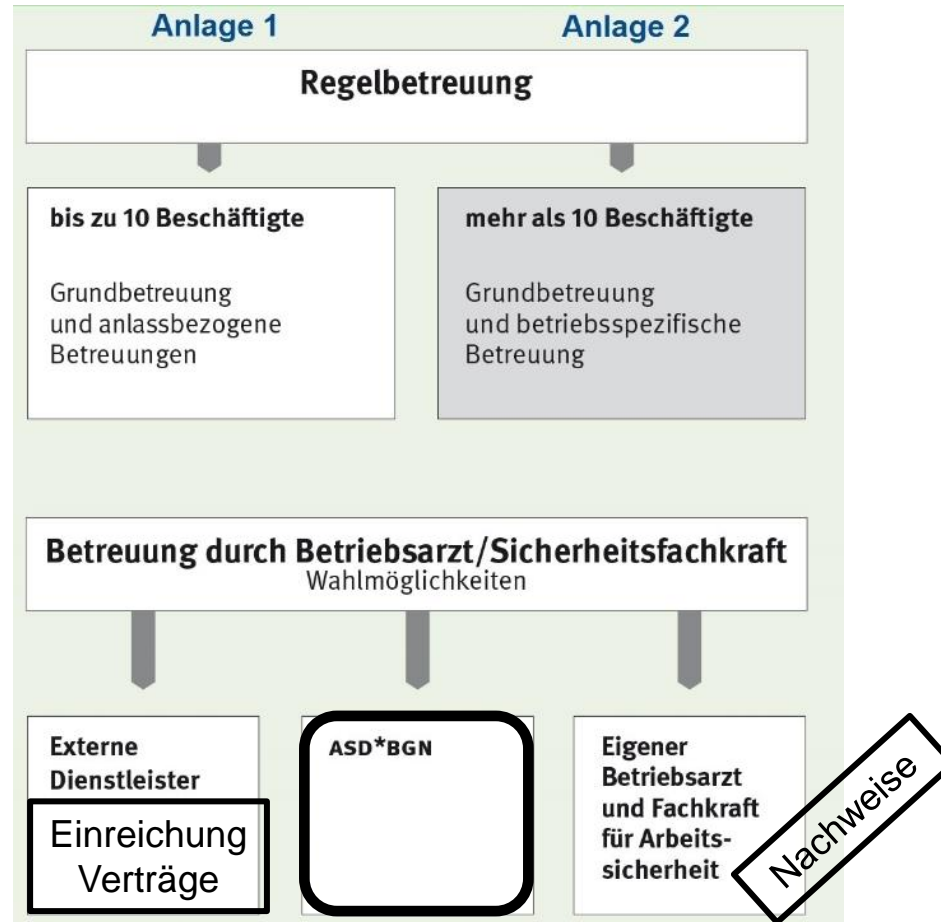 Anlage 1
Anlage 2
Regelbetreuung
bis zu 10 Beschäftigte
Grundbetreuung
und anlassbezogene
Betreuungen
mehr als 10 Beschäftigte
Grundbetreuung
und betriebsspezifische
Betreuung
Betreuung durch Betriebsarzt/Sicherheitsfachkraft
Wahlmöglichkeiten
Externe
Dienstleister
Einreichung
Verträge
ASD*BGN
Eigener
Betriebsarzt
und Fachkraft
für Arbeits-
sicherheit
Nachweise